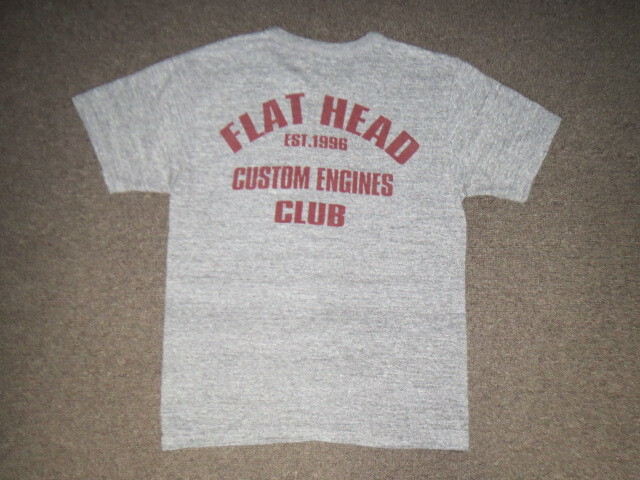 FLAT HEAD
EST.1996
CUSTOM ENGINES
CLUB